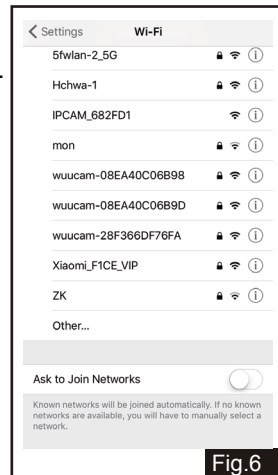 Settings
Wi-Fi
5fwlan-2_5G
Hchwa-1
IPCAM_682FD1
mon
wuucam-08EA40C06B98
wuucam-08EA40C06B9D
wuucam-28F366DF76FA
Xiaomi_F1CE_VIP
ZK
Other...
Ask to Join Networks
Known networks will be joined automatically. If no known
networks are available, you will have to manually select a
network.
Fig.6